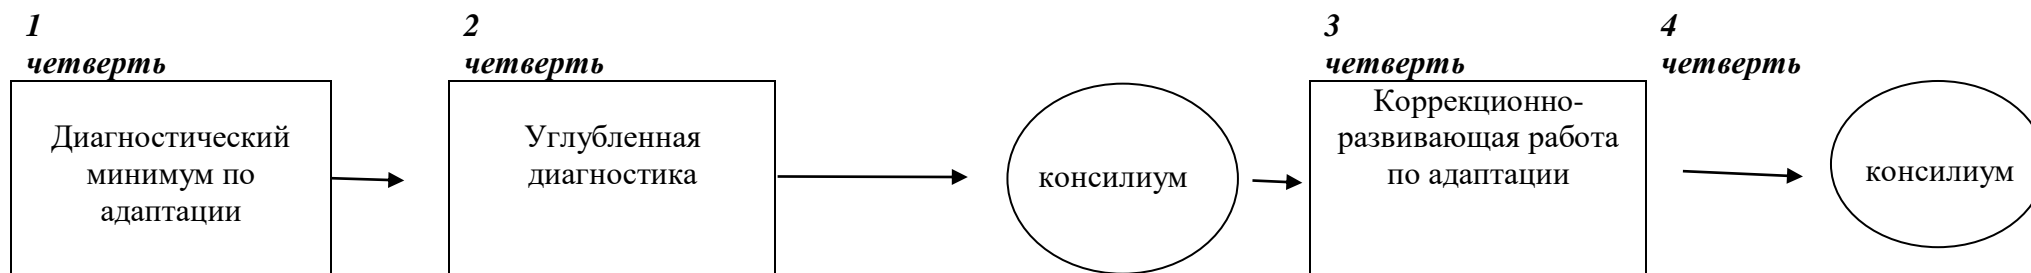 1
четверть
2
четверть
3
четверть
4
четверть
Диагностический
минимум по
адаптации
Углубленная
диагностика
консилиум
Коррекционно-
развивающая работа
по адаптации
консилиум